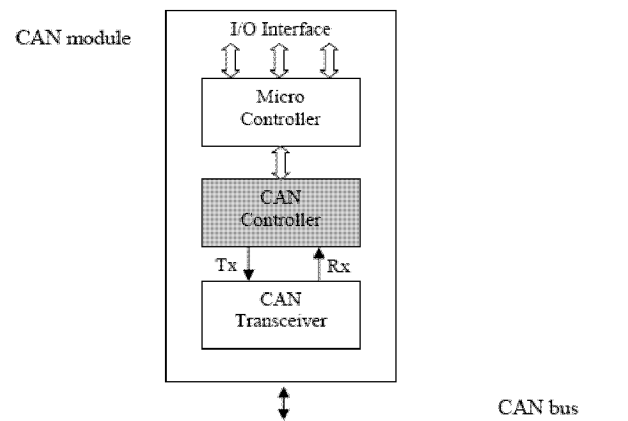 I/O Interface
CAN module
Micro
Controller
CAN
Controller
Tx
Rx
CAN
Transceiver
CAN bus